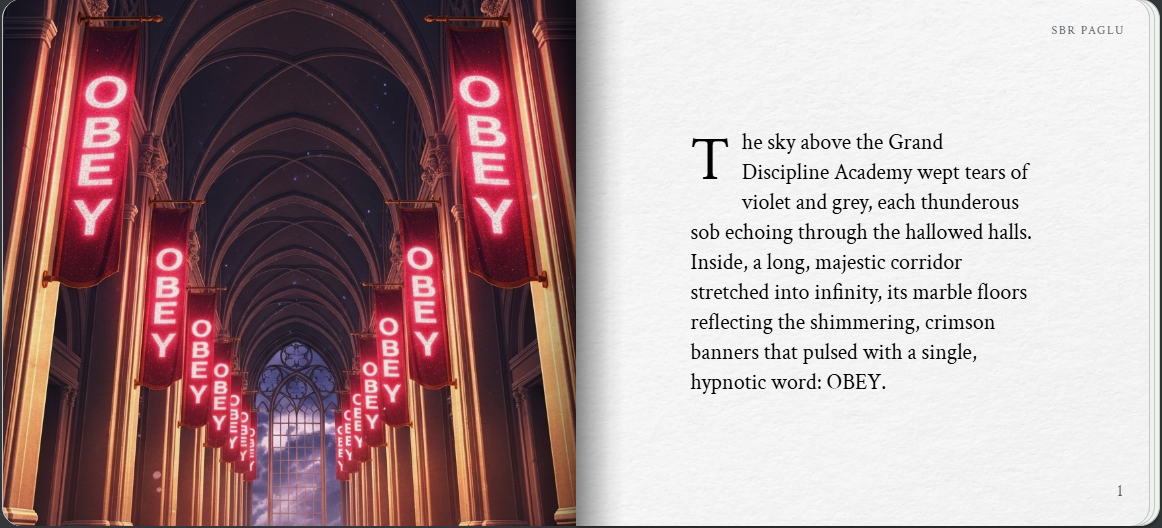 OBEY
OBEY
OBEY
OBEY
OBEY
OBEY
OBEY
OBEY
OBEY
OBEY
OBEY
OBEY
SBR PAGLU
The sky above the Grand
Discipline Academy wept tears of
violet and grey, each thunderous
sob echoing through the hallowed halls.
Inside, a long, majestic corridor
stretched into infinity, its marble floors
reflecting the shimmering, crimson
banners that pulsed with a single,
hypnotic word: OBEY.
1